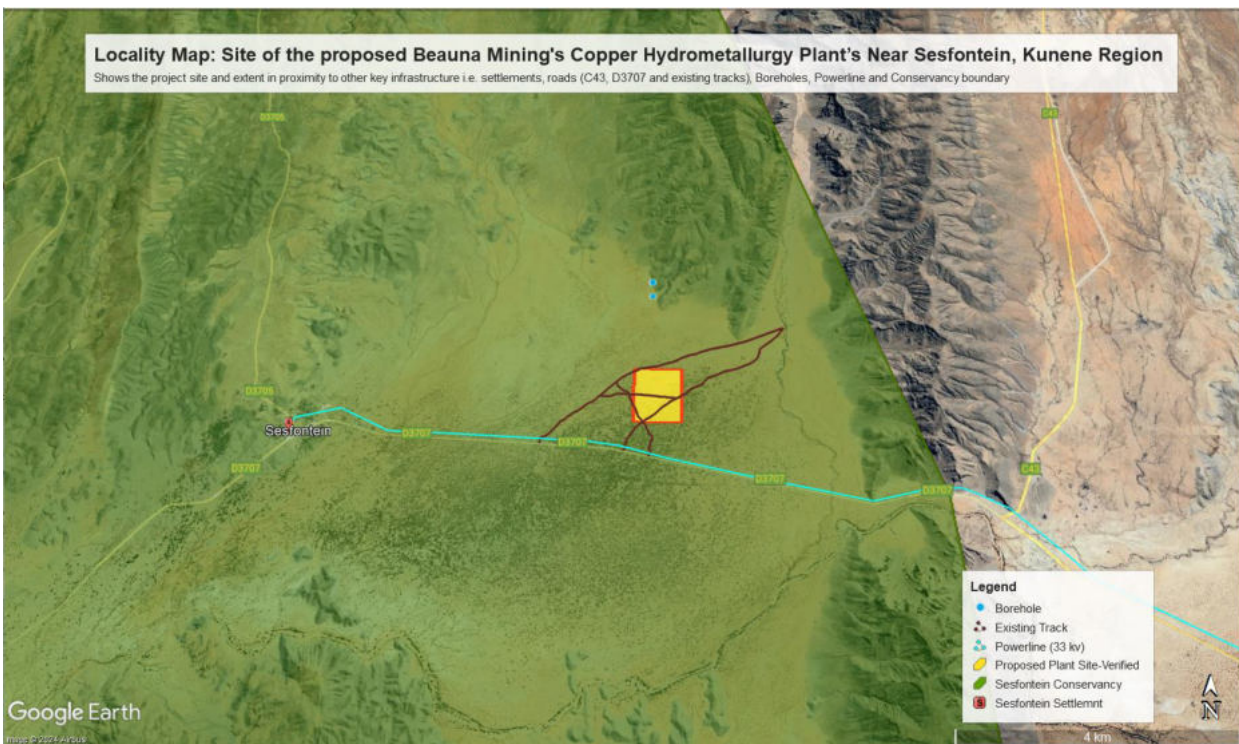 Locality Map: Site of the proposed Beauna Mining's Copper Hydrometallurgy Plant's Near Sesfontein, Kunene Region
Shows the project site and extent in proximity to other key infrastructure i.e. settlements, roads (C43, D3707 and existing tracks), Boreholes, Powerline and Conservancy boundary
D3705
C43
D3705
Sesfontein
D3707
D3707
D3707
D3707
D3707
C43
Legend
Borehole
Existing Track
Powerline (33 kv)
Proposed Plant Site-Verified
Sesfontein Conservancy
S
Sesfontein Settlemnt
N
4 km
Google Earth
Image © 2024 Airbus